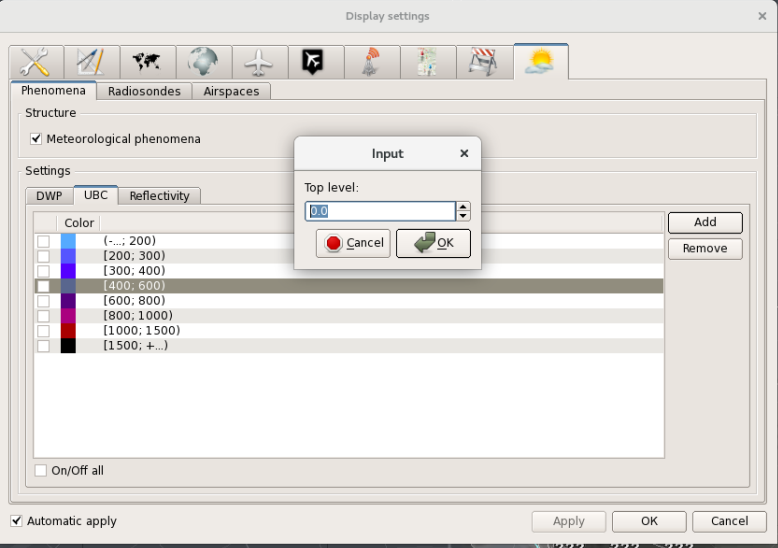 Display settings
Phenomena Radiosondes Airspaces
Structure
Meteorological phenomena
Input
Top level:
0.0
Cancel OK
Settings
DWP UBC Reflectivity
Color
Add
Remove
(-...; 200)
[200; 300)
[300; 400)
[400; 600)
[600; 800)
[800; 1000)
[1000; 1500)
[1500; +...)
On/Off all
Automatic apply
Apply OK Cancel